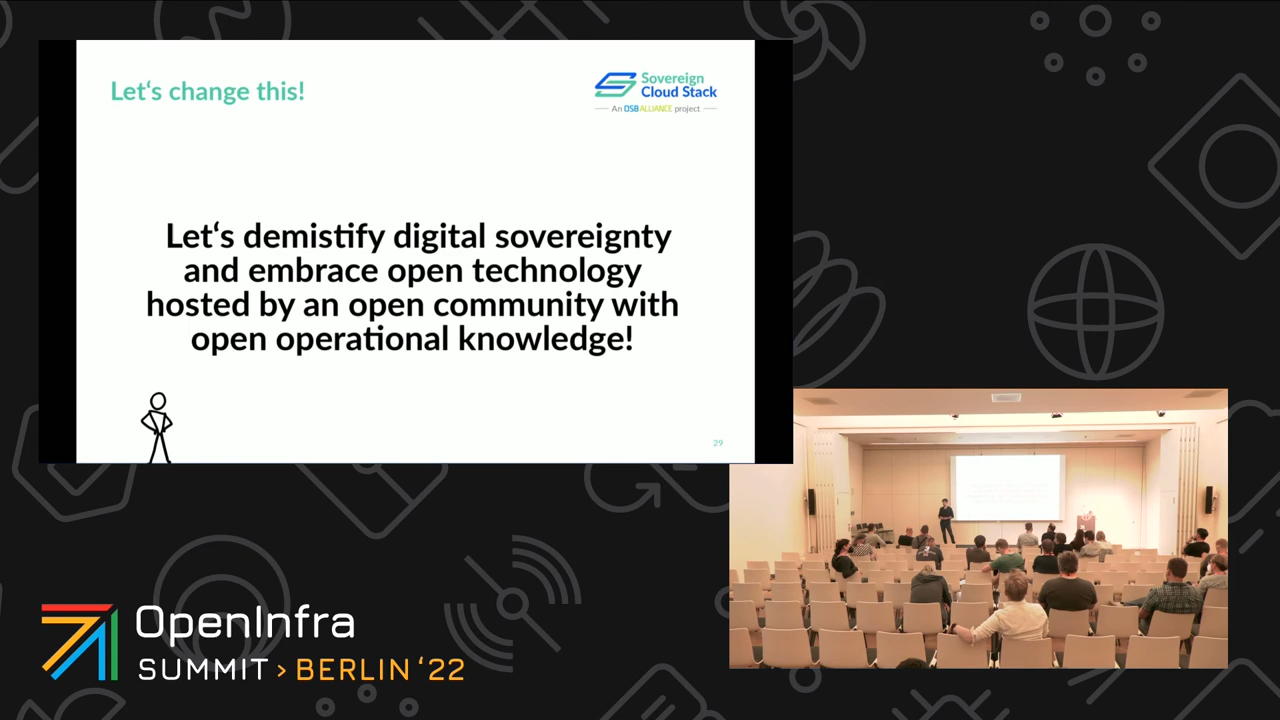 Let‘s change this!
Sovereign
Cloud Stack
An OSB ALLIANCE project
Let‘s demistify digital sovereignty
and embrace open technology
hosted by an open community with
open operational knowledge!
29
OpenInfra
SUMMIT > BERLIN ‘22